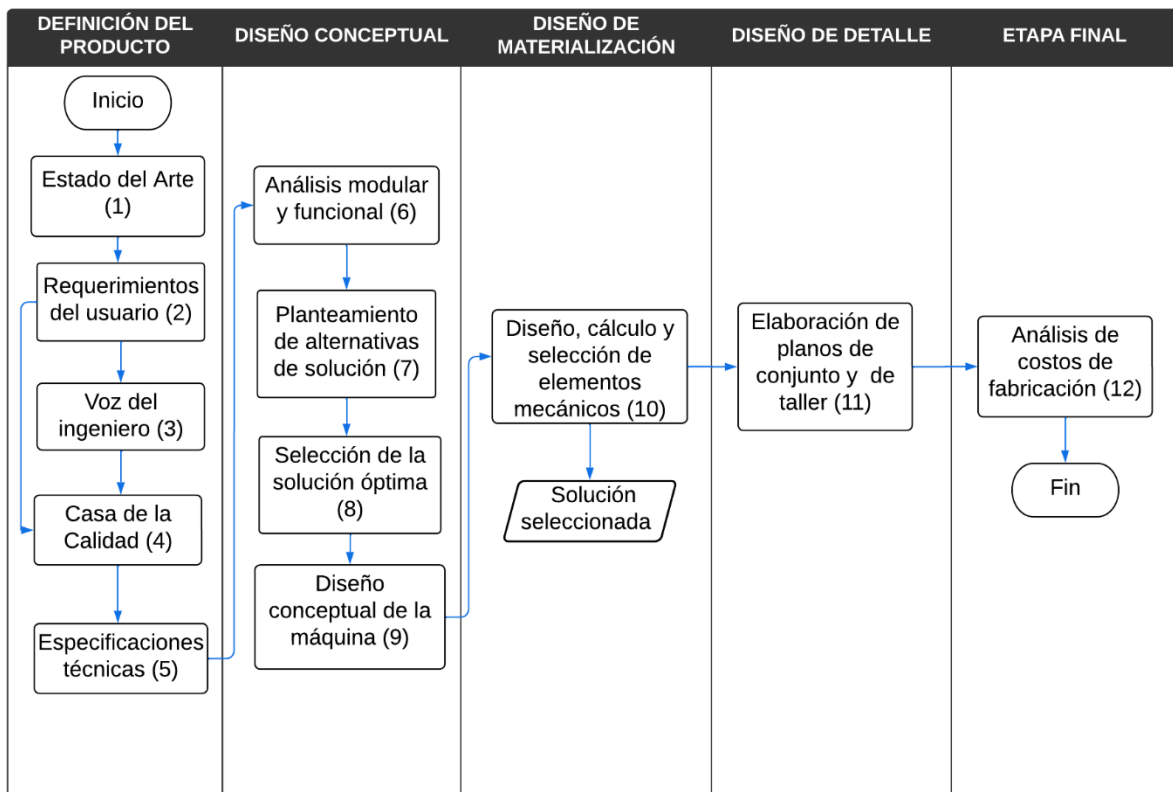 DEFINICIÓN DEL
PRODUCTO
DISEÑO CONCEPTUAL
DISEÑO DE
MATERIALIZACIÓN
DISEÑO DE DETALLE
ETAPA FINAL
Inicio
Estado del Arte
(1)
Requerimientos
del usuario (2)
Voz del
ingeniero (3)
Casa de la
Calidad (4)
Especificaciones
técnicas (5)
Análisis modular
y funcional (6)
Planteamiento
de alternativas
de solución (7)
Selección de la
solución óptima
(8)
Diseño
conceptual de la
máquina (9)
Diseño, cálculo y
selección de
elementos
mecánicos (10)
Solución
seleccionada
Elaboración de
planos de
conjunto y de
taller (11)
Análisis de
costos de
fabricación (12)
Fin